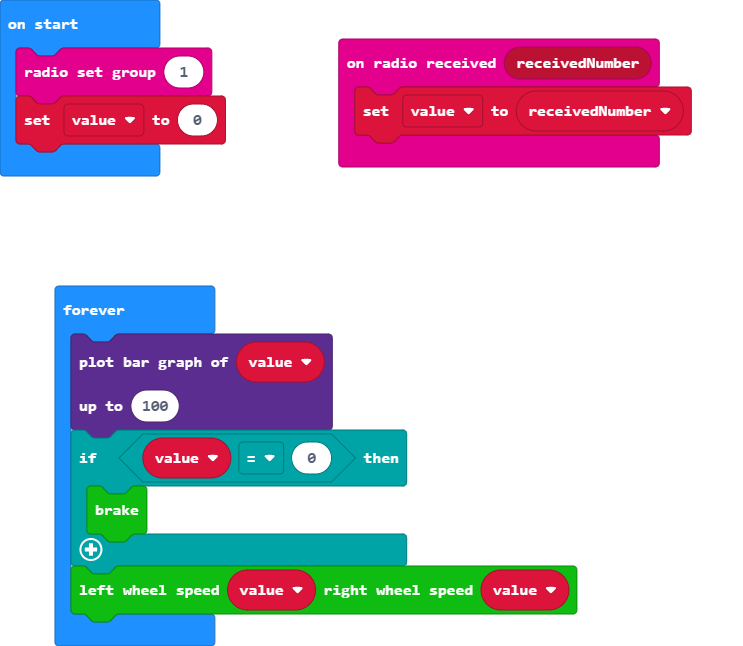 on start
radio set group 1
set value to 0
on radio received receivedNumber
set value to receivedNumber
forever
plot bar graph of value
up to 100
if value = 0 then
brake
left wheel speed value right wheel speed value